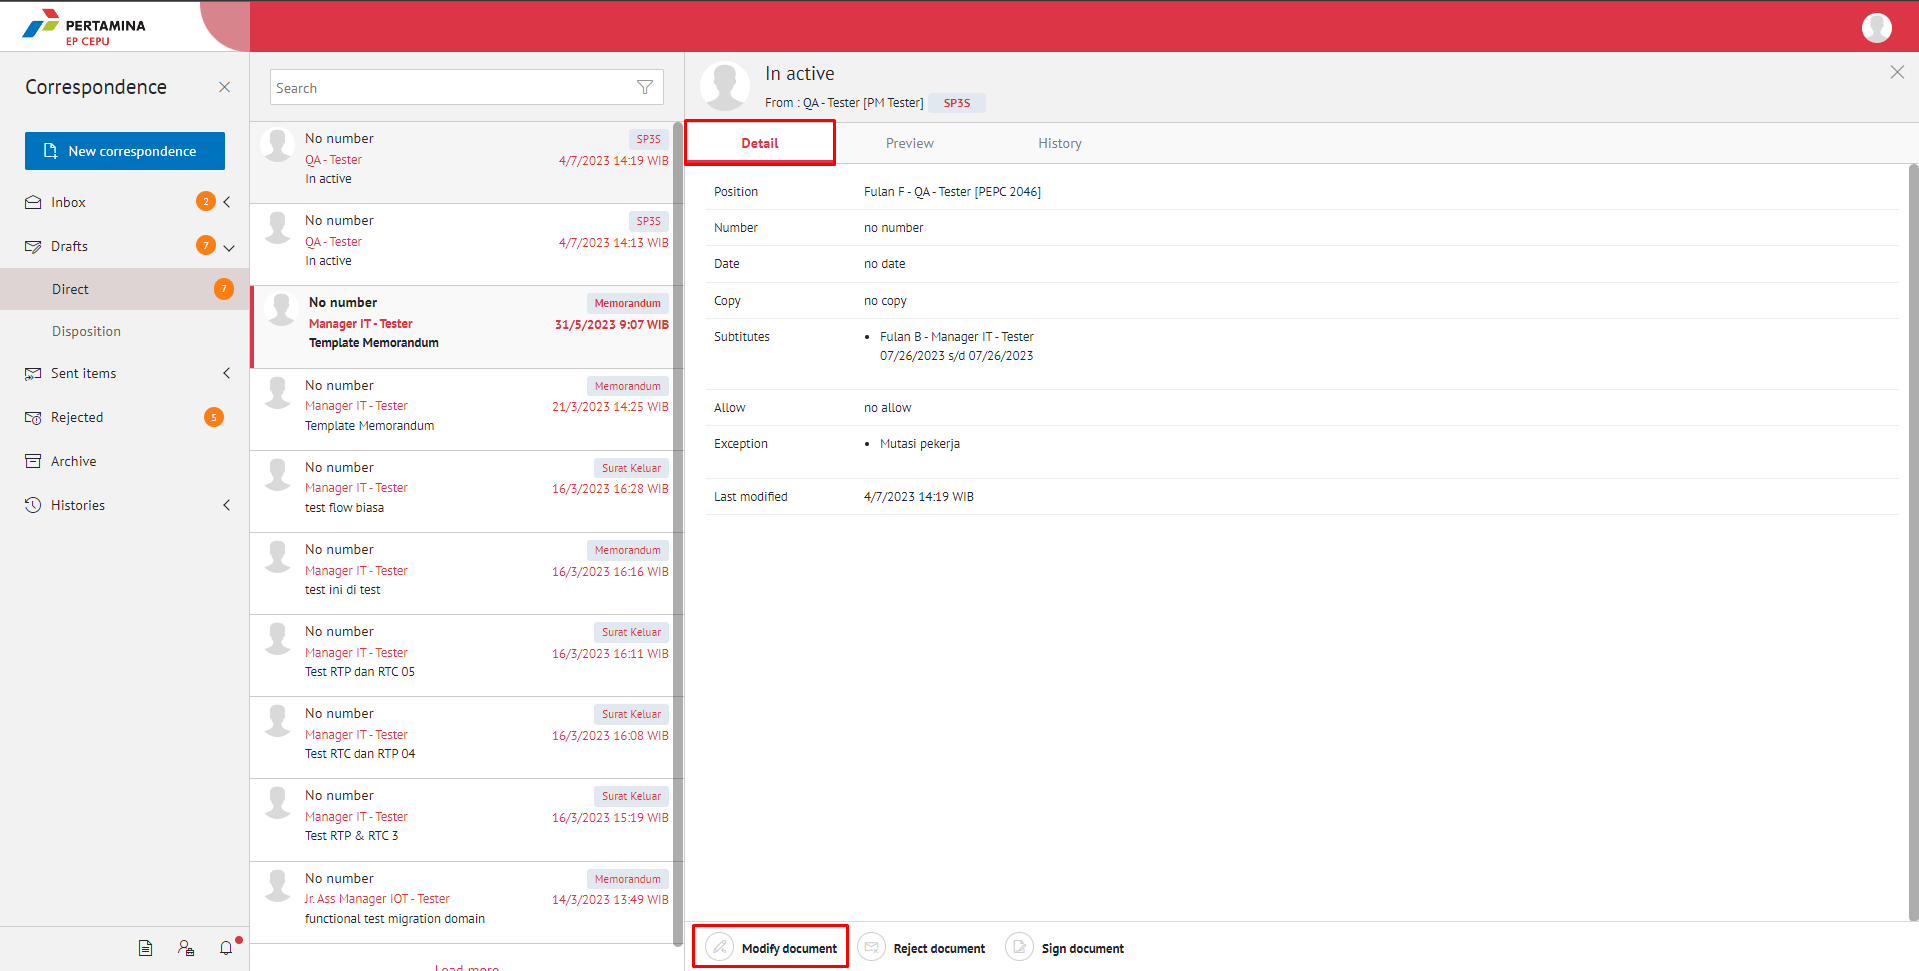 PERTAMINA
EP CEPU
Correspondence
New correspondence
Inbox 2
Drafts 7
Direct 7
Disposition
Sent items
Rejected 5
Archive
Histories
Search
No number SP3S
QA - Tester 4/7/2023 14:19 WIB
In active
No number SP3S
QA - Tester 4/7/2023 14:13 WIB
In active
No number Memorandum
Manager IT - Tester 31/5/2023 9:07 WIB
Template Memorandum
No number Memorandum
Manager IT - Tester 21/3/2023 14:25 WIB
Template Memorandum
No number Surat Keluar
Manager IT - Tester 16/3/2023 16:28 WIB
test flow biasa
No number Memorandum
Manager IT - Tester 16/3/2023 16:16 WIB
test ini di test
No number Surat Keluar
Manager IT - Tester 16/3/2023 16:11 WIB
Test RTP dan RTC 05
No number Surat Keluar
Manager IT - Tester 16/3/2023 16:08 WIB
Test RTC dan RTP 04
No number Surat Keluar
Manager IT - Tester 16/3/2023 15:19 WIB
Test RTP & RTC 3
No number Memorandum
Jr. Ass Manager IOT - Tester 14/3/2023 13:49 WIB
functional test migration domain
Load more
In active
From : QA - Tester [PM Tester] SP3S
Detail Preview History
Position Fulan F - QA - Tester [PEPC 2046]
Number no number
Date no date
Copy no copy
Subtitutes • Fulan B - Manager IT - Tester
07/26/2023 s/d 07/26/2023
Allow no allow
Exception • Mutasi pekerja
Last modified 4/7/2023 14:19 WIB
Modify document Reject document Sign document